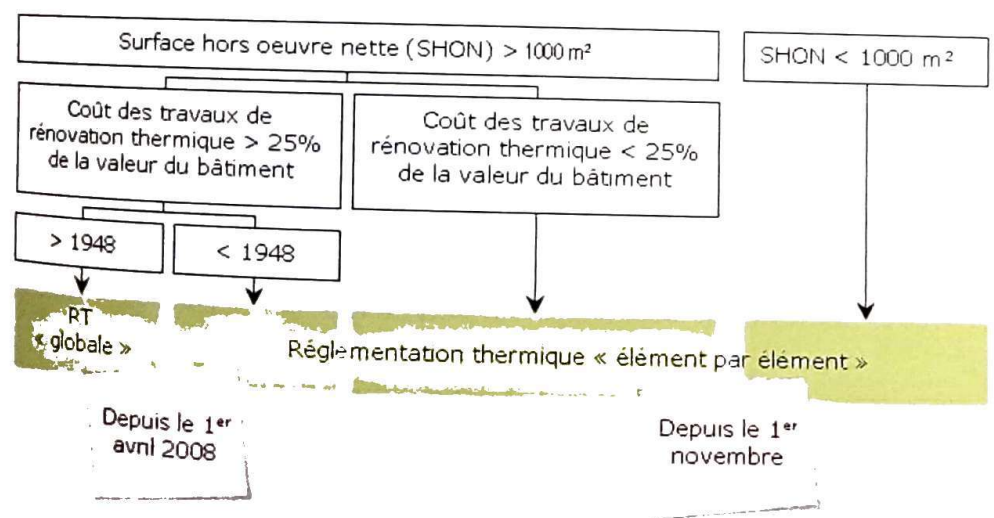 Surface hors oeuvre nette (SHON) > 1000 m²
SHON < 1000 m²
Coût des travaux de
rénovation thermique > 25%
de la valeur du bâtiment
Coût des travaux de
rénovation thermique < 25%
de la valeur du bâtiment
> 1948
< 1948
RT
« globale »
Réglementation thermique « élément par élément »
Depuis le 1er
avril 2008
Depuis le 1er
novembre